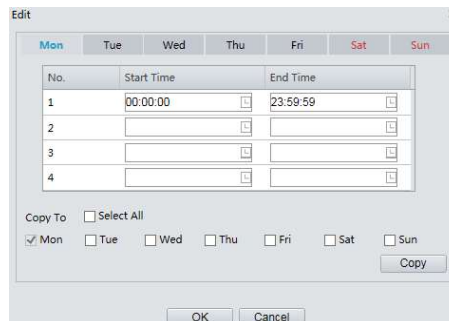 Edit
Mon Tue Wed Thu Fri Sat Sun
No. Start Time End Time
1 00:00:00 23:59:59
2
3
4
Copy To Select All
Mon Tue Wed Thu Fri Sat Sun
Copy
OK Cancel